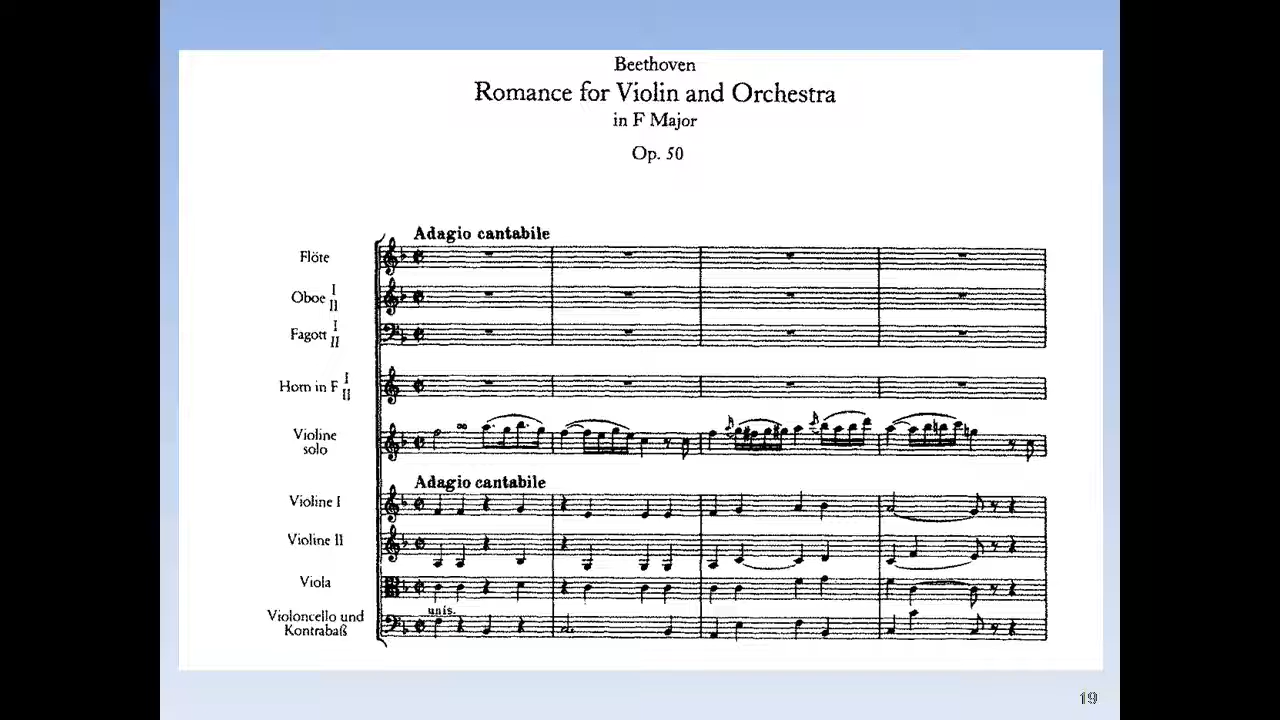 Beethoven
Romance for Violin and Orchestra
in F Major
Op. 50
Adagio cantabile
Flöte
Oboe I
II
Fagott I
II
Horn in F I
II
Violine
solo
Adagio cantabile
Violine I
Violine II
Viola
unis.
Violoncello und
Kontrabaß
19